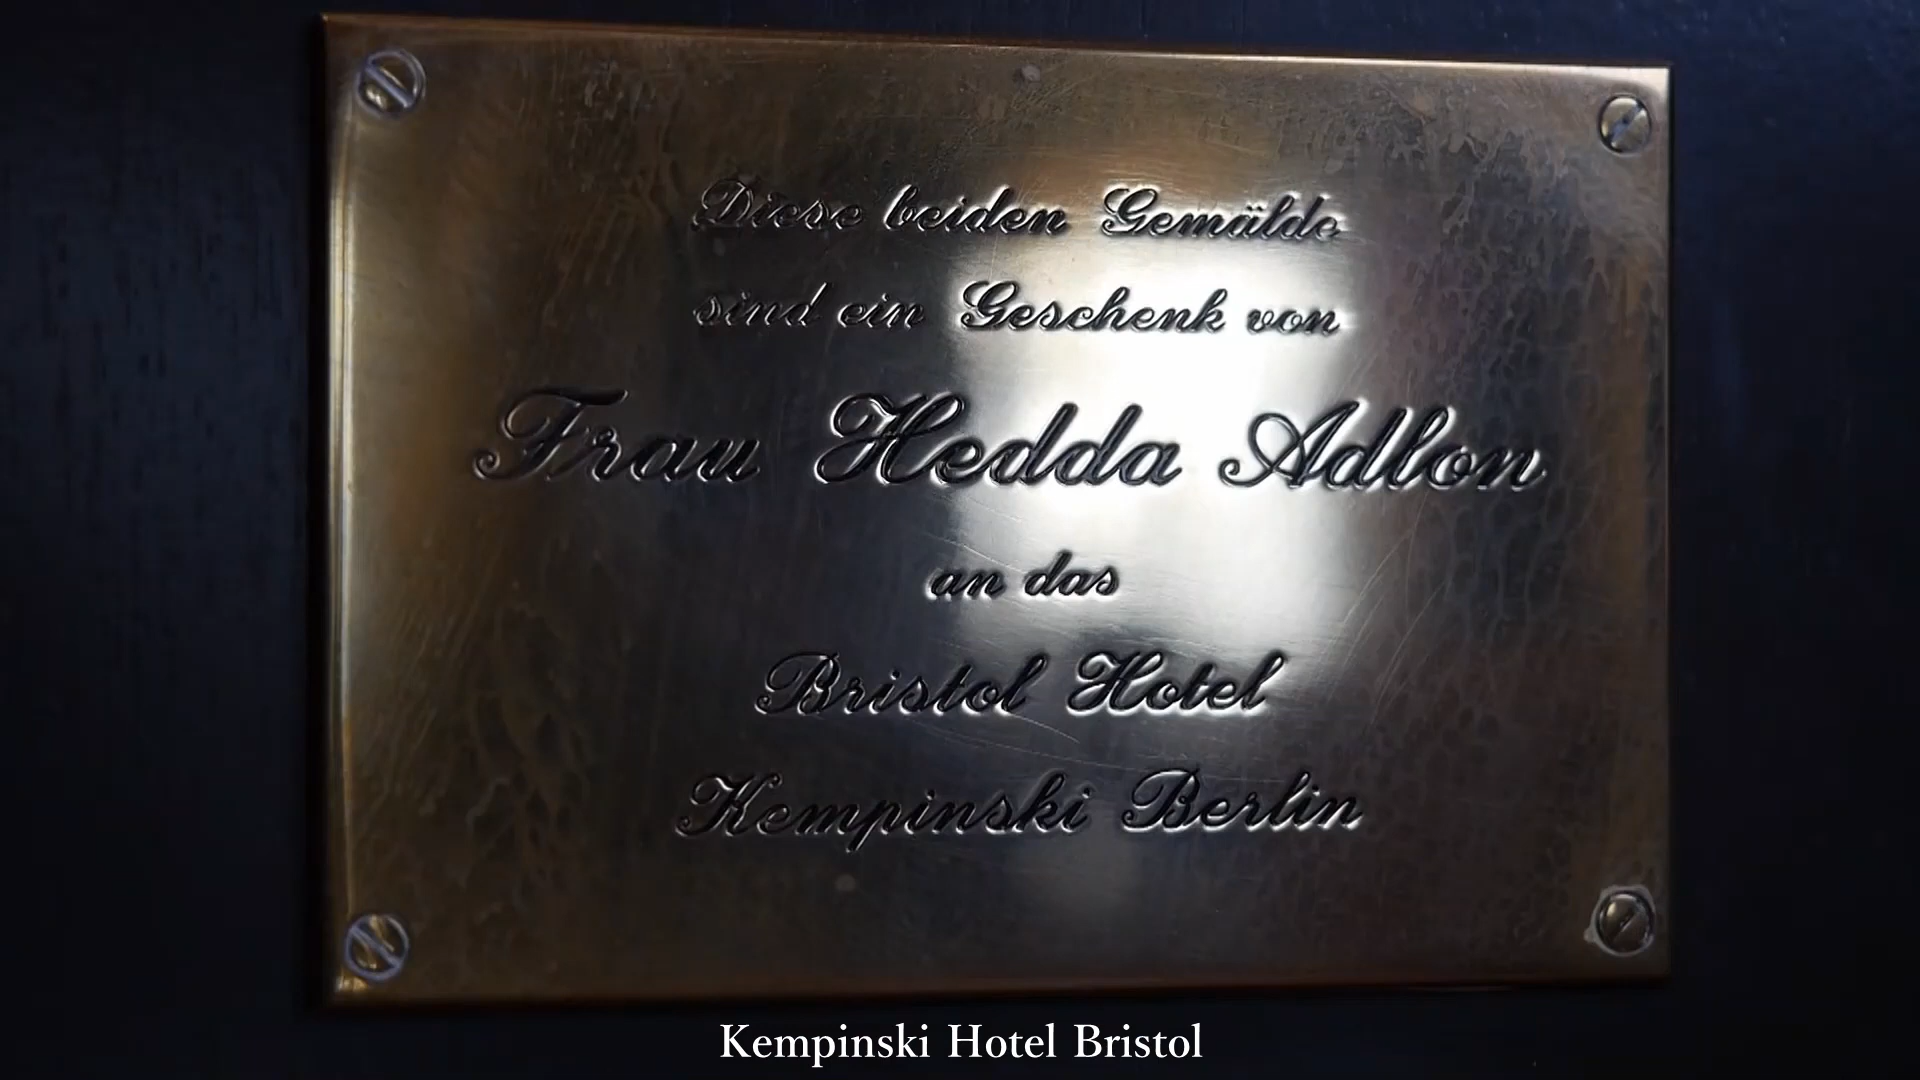 Diese beiden Gemälde
sind ein Geschenk von
Frau Hedda Adlon
an das
Bristol Hotel
Kempinski Berlin
Kempinski Hotel Bristol